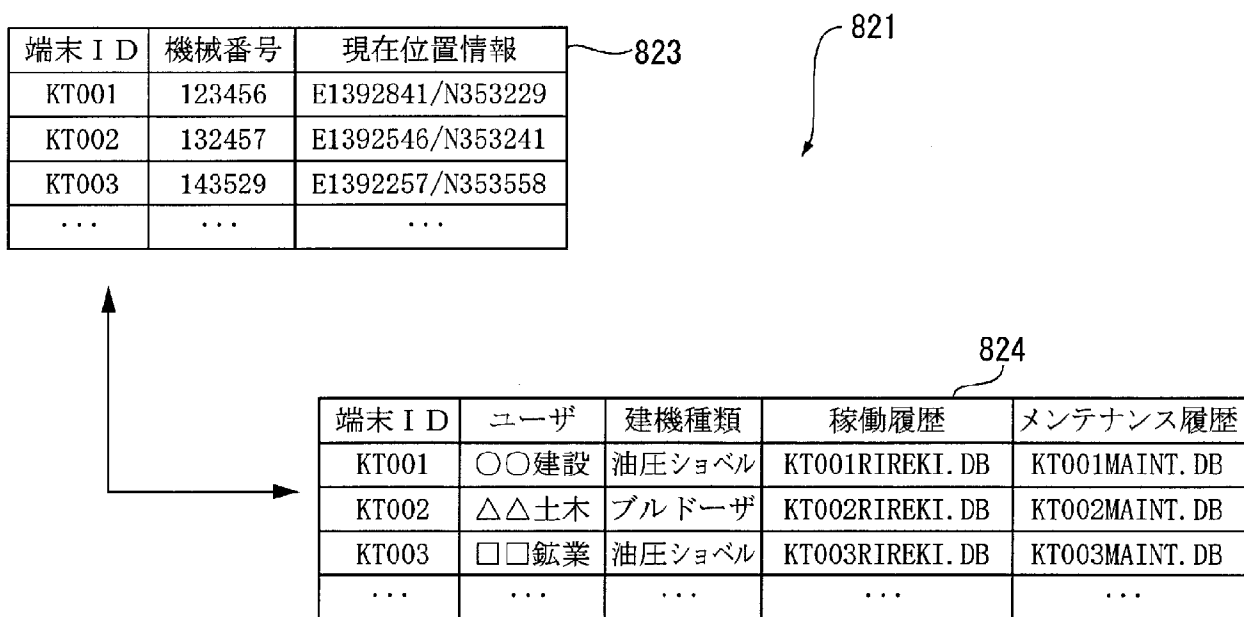 821
823
端末ID 機械番号 現在位置情報
KT001 123456 E1392841/N353229
KT002 132457 E1392546/N353241
KT003 143529 E1392257/N353558
... ... ...
824
端末ID ユーザ 建機種類 稼働履歴 メンテナンス履歴
KT001 ○○建設 油圧ショベル KT001RIREKI.DB KT001MAINT.DB
KT002 △△土木 ブルドーザ KT002RIREKI.DB KT002MAINT.DB
KT003 □□鉱業 油圧ショベル KT003RIREKI.DB KT003MAINT.DB
... ... ... ... ...